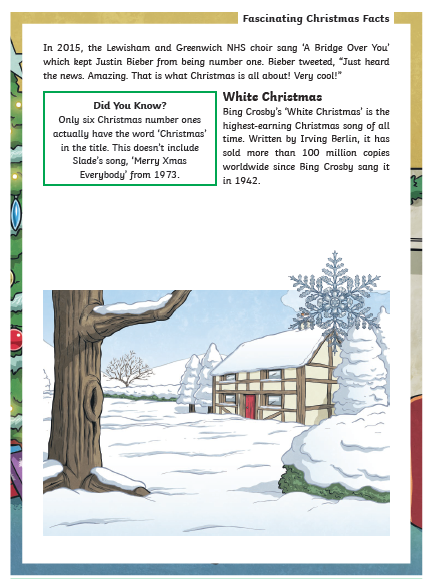 Fascinating Christmas Facts
In 2015, the Lewisham and Greenwich NHS choir sang ‘A Bridge Over You’
which kept Justin Bieber from being number one. Bieber tweeted, “Just heard
the news. Amazing. That is what Christmas is all about! Very cool!”
Did You Know?
Only six Christmas number ones
actually have the word ‘Christmas’
in the title. This doesn’t include
Slade’s song, ‘Merry Xmas
Everybody’ from 1973.
White Christmas
Bing Crosby’s ‘White Christmas’ is the
highest-earning Christmas song of all
time. Written by Irving Berlin, it has
sold more than 100 million copies
worldwide since Bing Crosby sang it
in 1942.